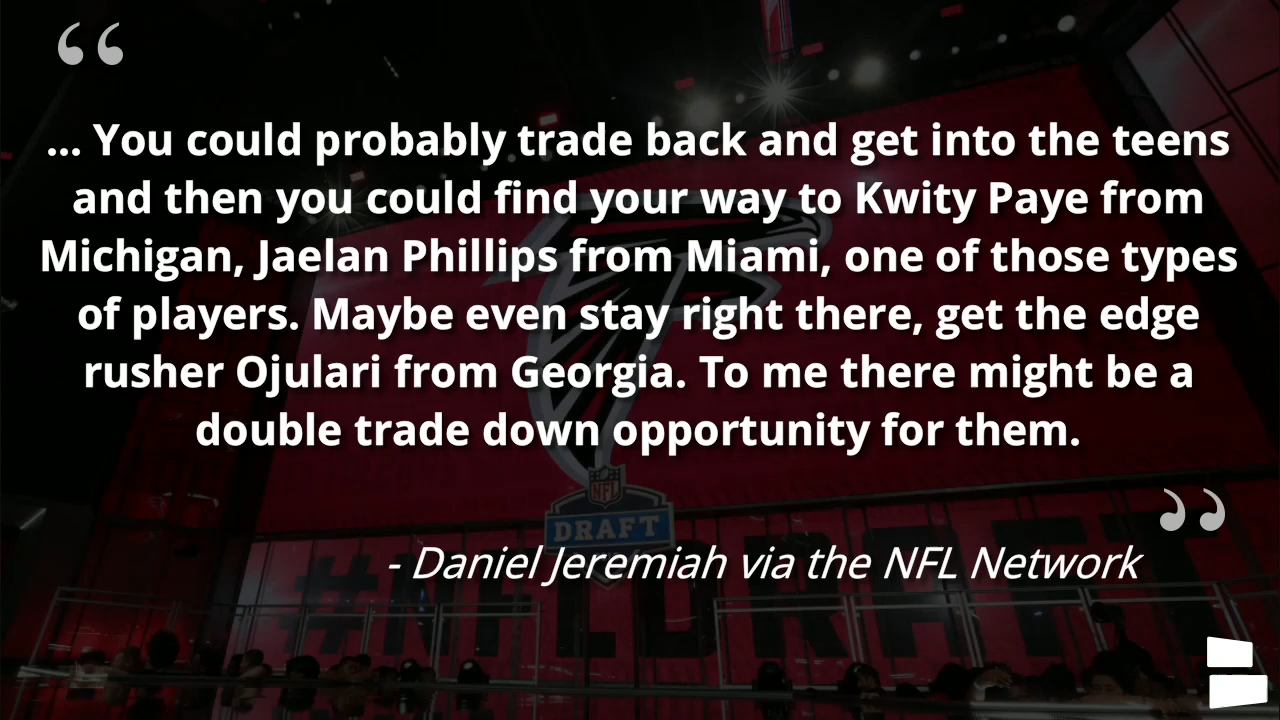 “
... You could probably trade back and get into the teens
and then you could find your way to Kwity Paye from
Michigan, Jaelan Phillips from Miami, one of those types
of players. Maybe even stay right there, get the edge
rusher Ojulari from Georgia. To me there might be a
double trade down opportunity for them.
”
- Daniel Jeremiah via the NFL Network
NFL
DRAFT
#NFLDRAFT